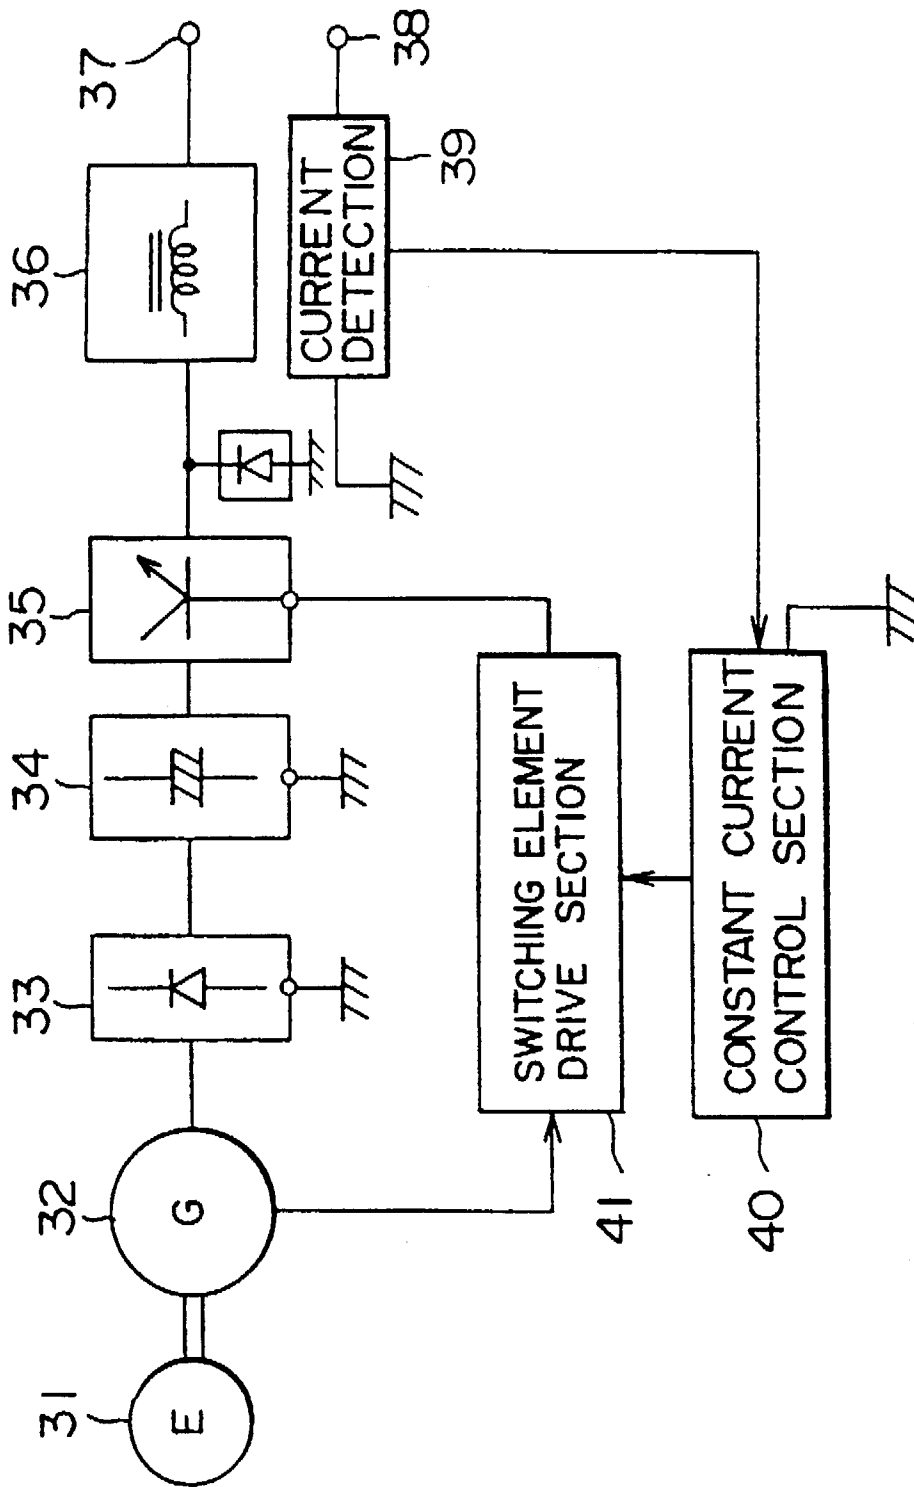 31
32
33
34
35
36
37
E
G
CURRENT
DETECTION
38
39
SWITCHING ELEMENT
DRIVE SECTION
41
CONSTANT CURRENT
CONTROL SECTION
40